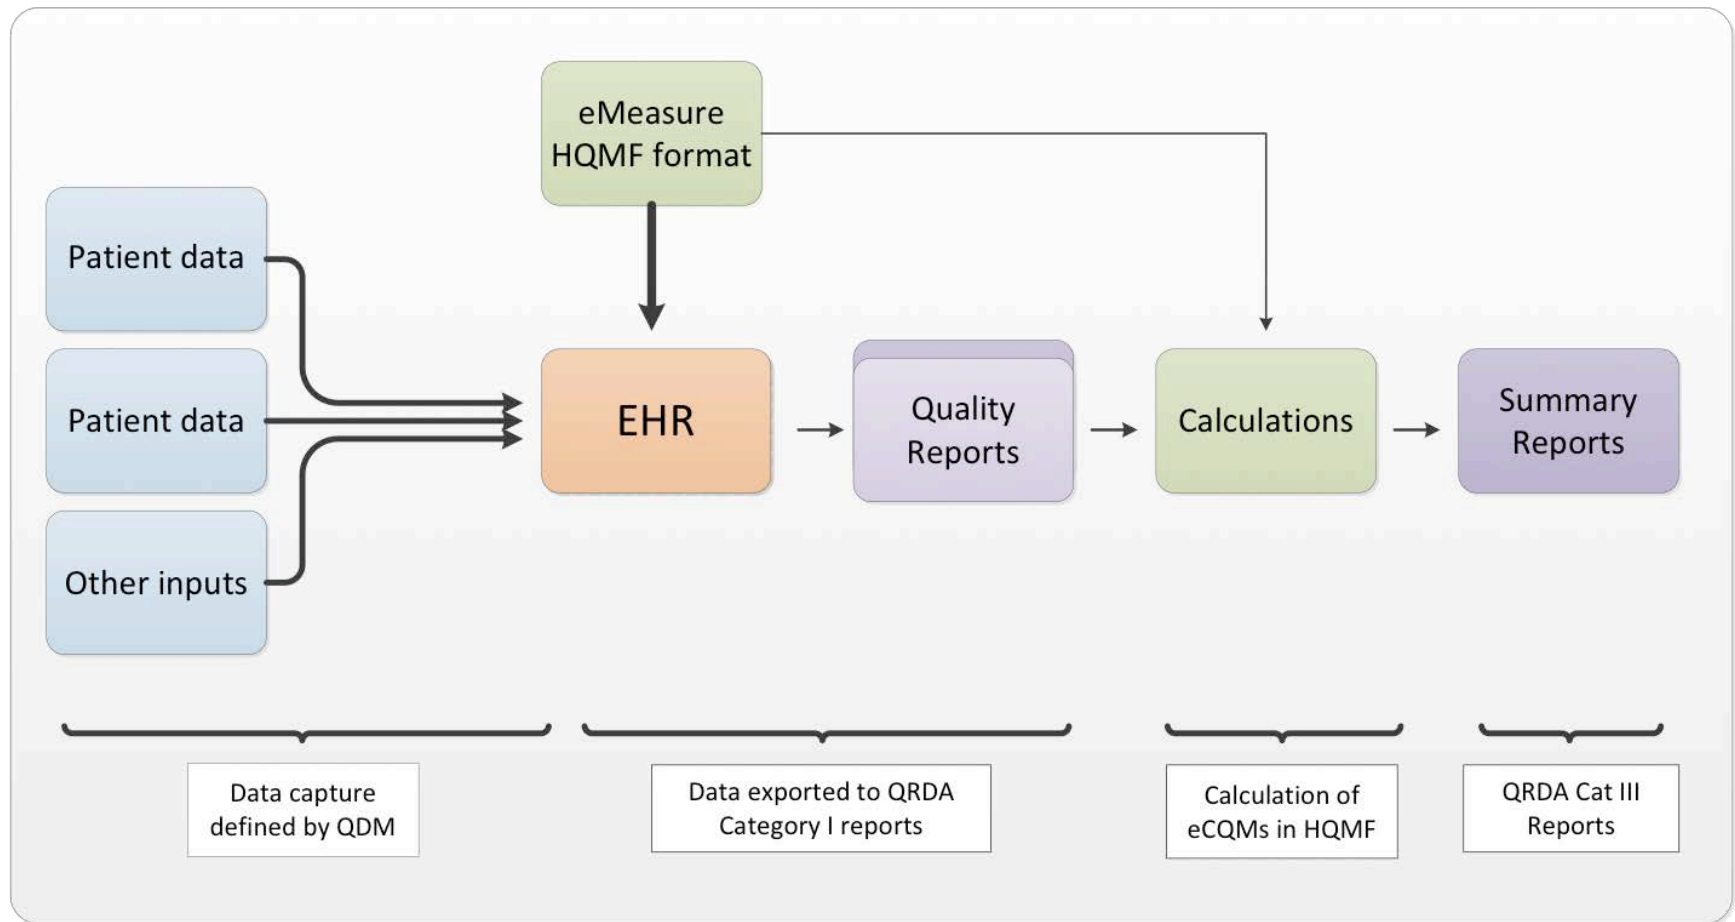 eMeasure
HQMF format
Patient data
Patient data
Other inputs
EHR
Quality
Reports
Calculations
Summary
Reports
Data capture
defined by QDM
Data exported to QRDA
Category I reports
Calculation of
eCQMs in HQMF
QRDA Cat III
Reports